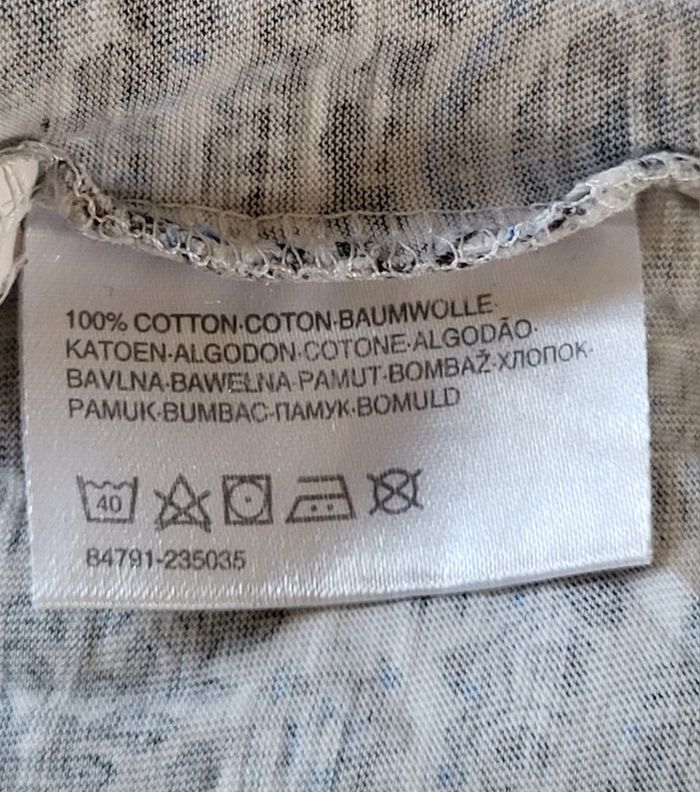 100% COTTON·COTON·BAUMWOLLE·
KATOEN·ALGODON·COTONE·ALGODÃO·
BAVLNA·BAWEŁNA·PAMUT·BOMBAŽ·ХЛОПОК·
PAMUK·BUMBAC·ПАМУК·BOMULD
40
84791-235035